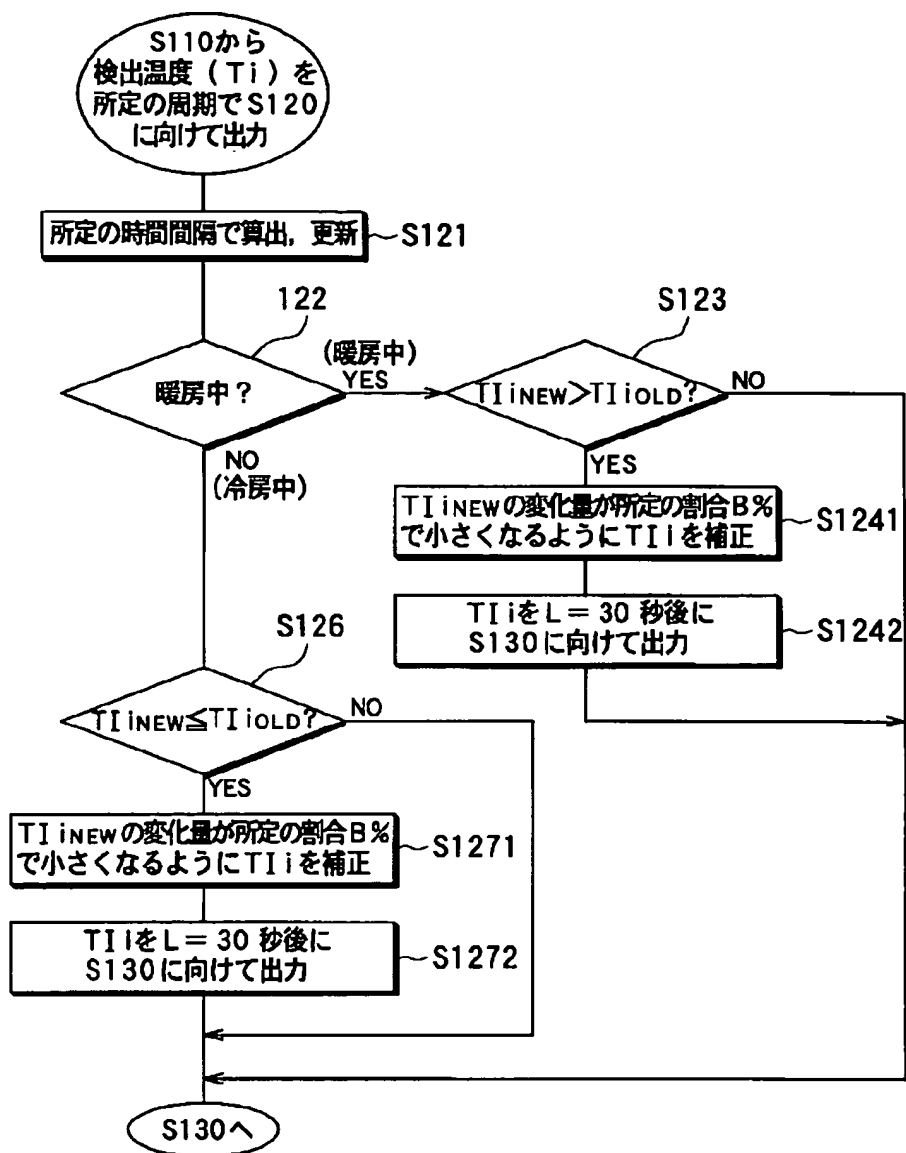 S110から
検出温度(Ti)を
所定の周期でS120
に向けて出力
所定の時間間隔で算出,更新
S121
122
暖房中?
(暖房中)
YES
NO
(冷房中)
S123
TIiNEW>TIiOLD?
NO
YES
TIiNEWの変化量が所定の割合B%
で小さくなるようにTIiを補正
S1241
TIiをL=30秒後に
S130に向けて出力
S1242
S126
TIiNEW≦TIiOLD?
NO
YES
TIiNEWの変化量が所定の割合B%
で小さくなるようにTIiを補正
S1271
TIiをL=30秒後に
S130に向けて出力
S1272
S130へ